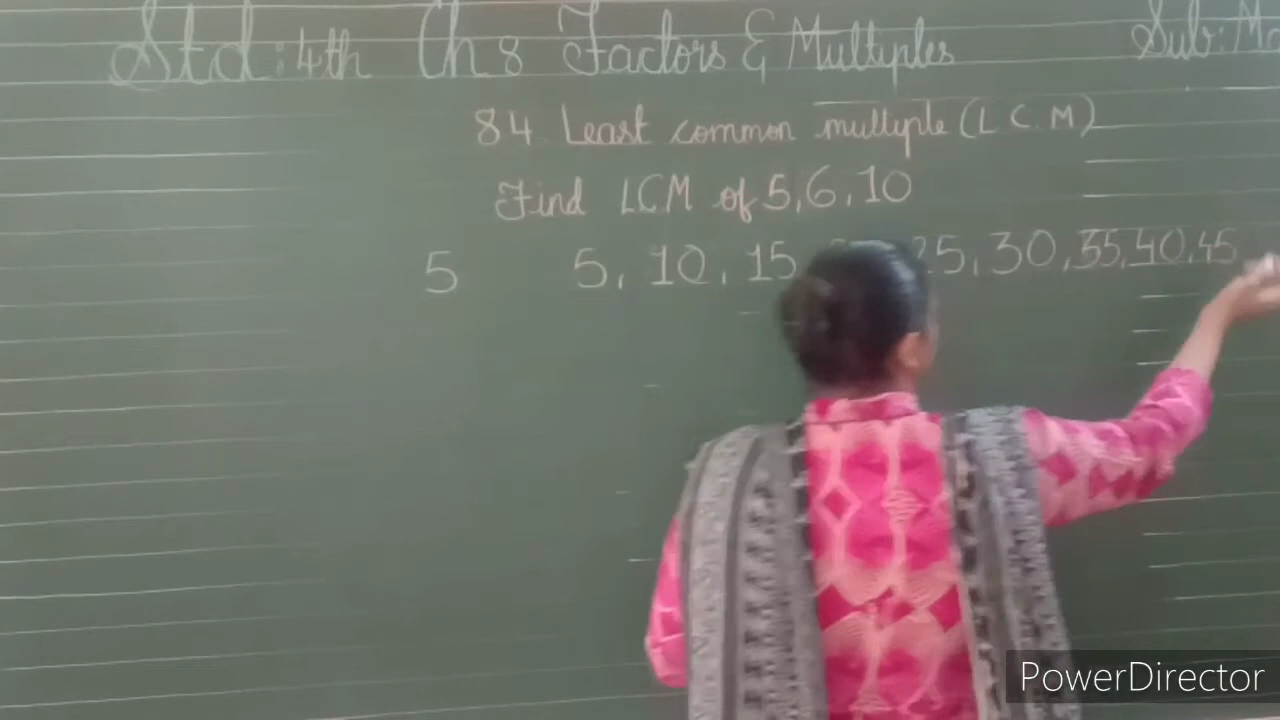 Std: 4th Ch 8 Factors & Multiples Sub:
84 Least common multiple (L C. M)
Find LCM of 5,6,10
5 5, 10, 15 25, 30, 35, 40, 45
PowerDirector